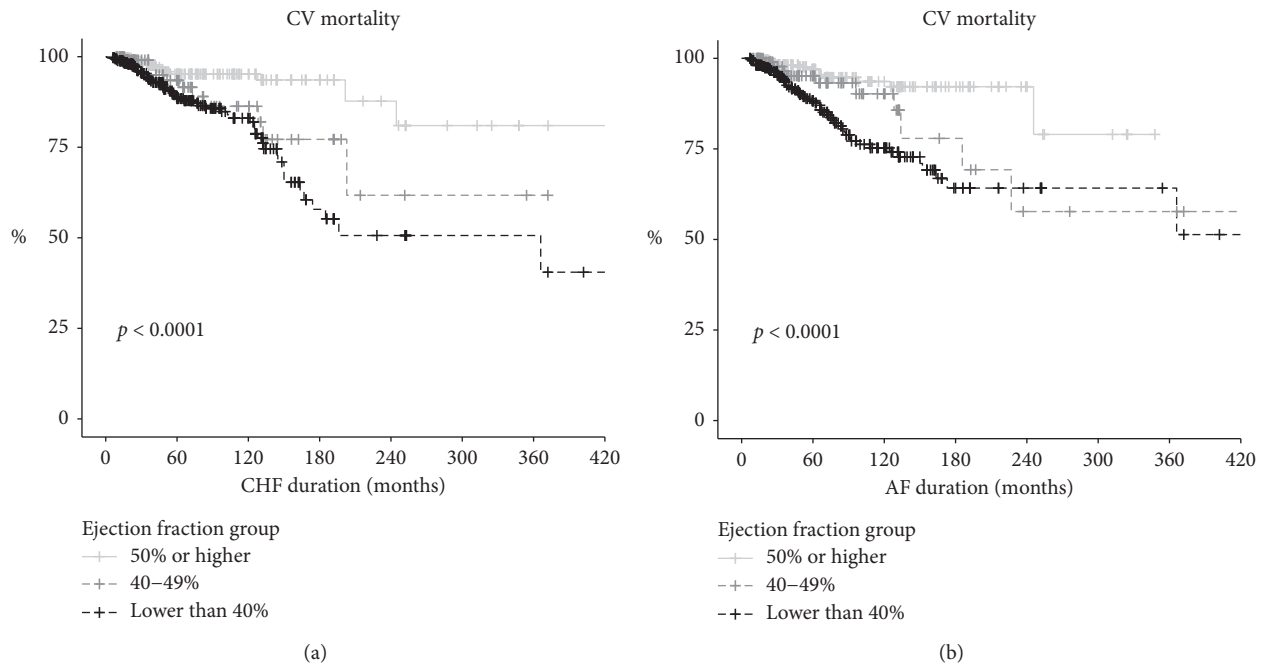 CV mortality
100
75
%
50
25
p < 0.0001
0
0 60 120 180 240 300 360 420
CHF duration (months)
Ejection fraction group
50% or higher
40–49%
Lower than 40%
(a)
CV mortality
100
75
%
50
25
p < 0.0001
0
0 60 120 180 240 300 360 420
AF duration (months)
Ejection fraction group
50% or higher
40–49%
Lower than 40%
(b)